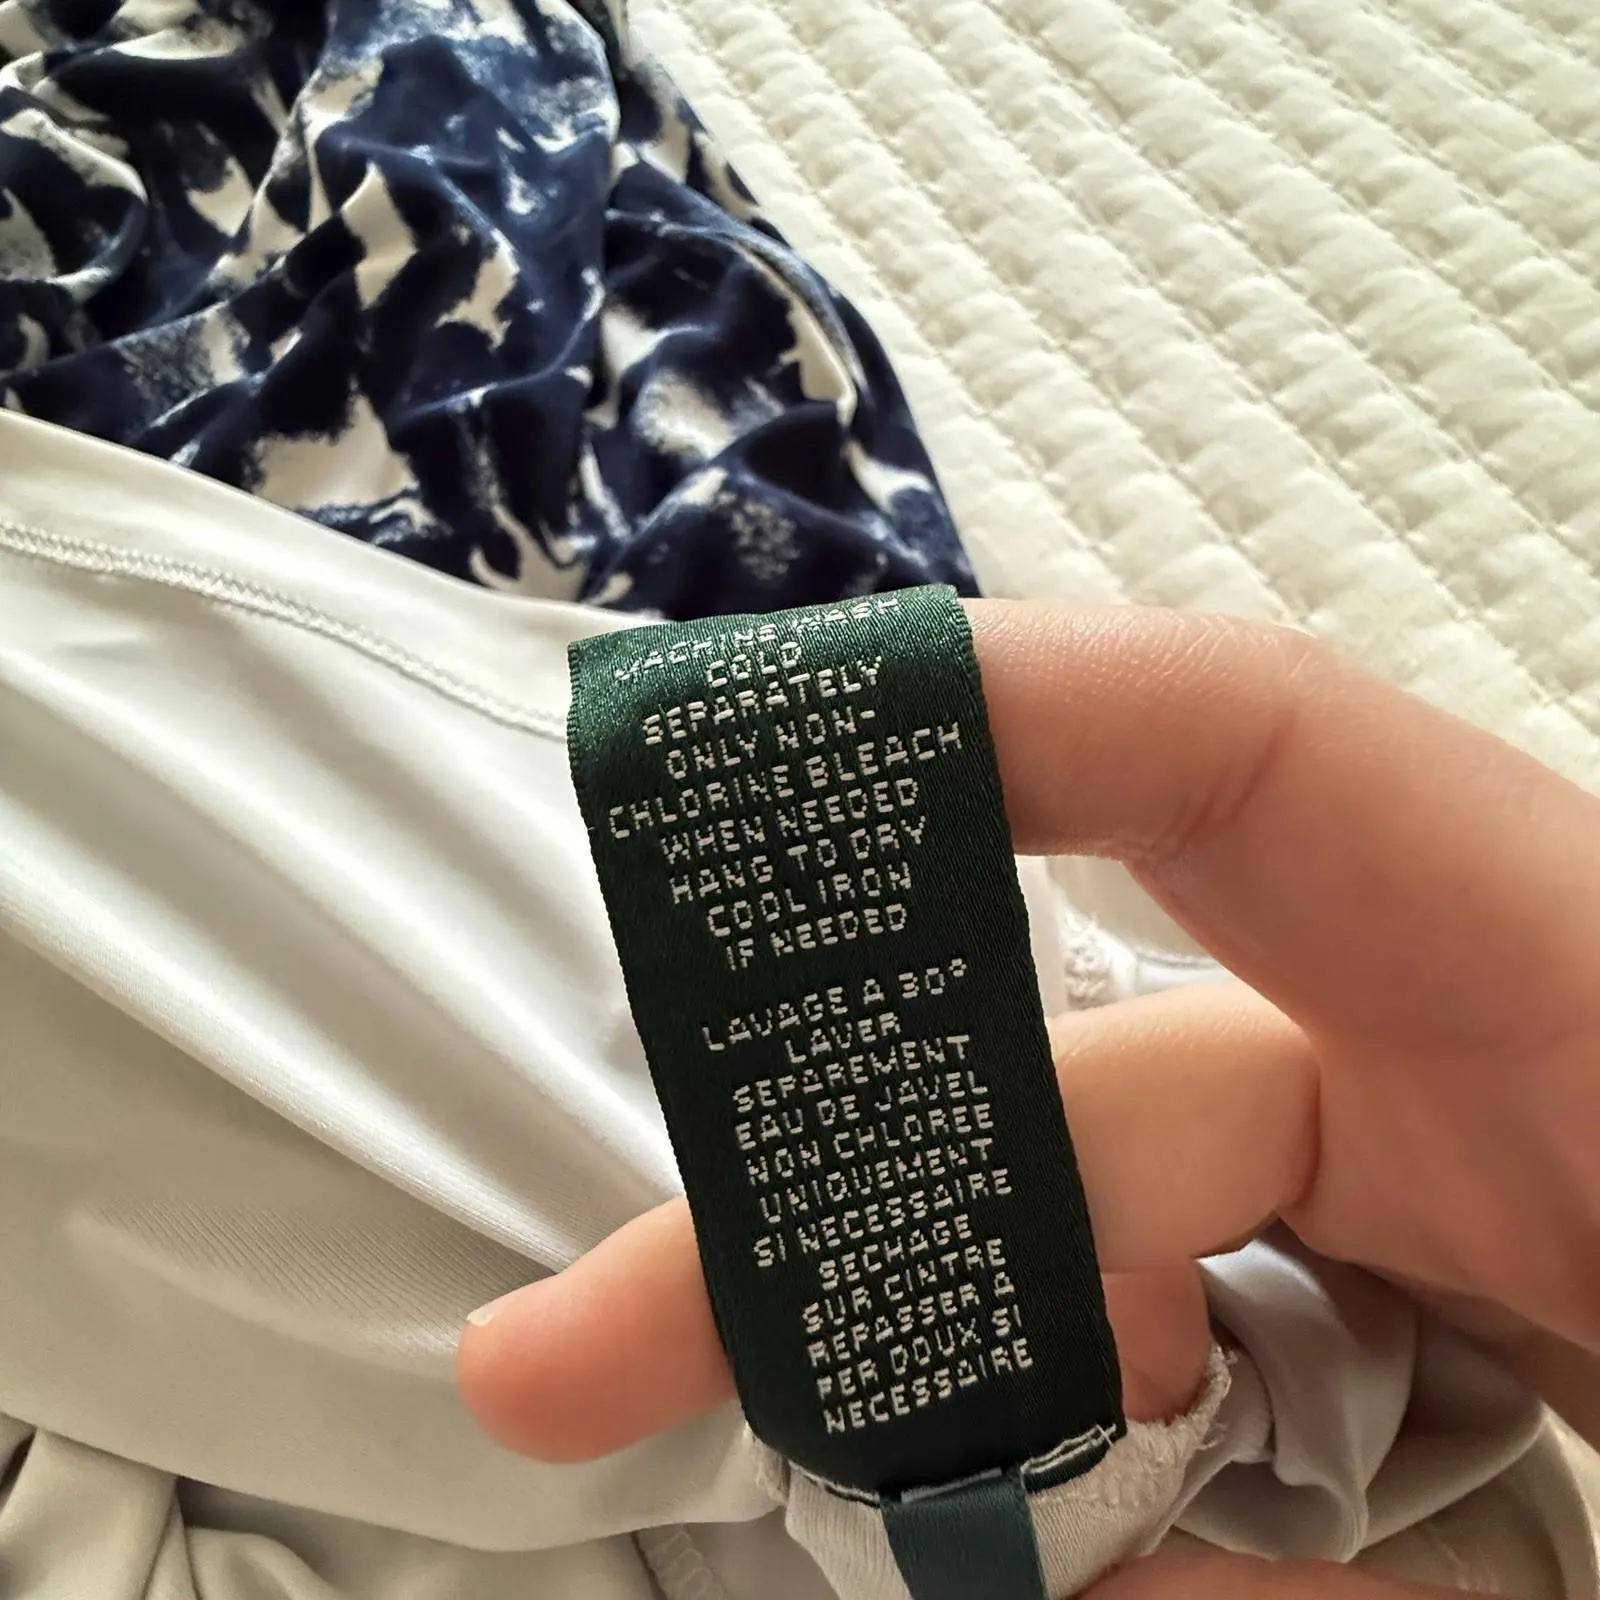 MACHINE WASH
COLD
SEPARATELY
ONLY NON-
CHLORINE BLEACH
WHEN NEEDED
HANG TO DRY
COOL IRON
IF NEEDED
LAVAGE A 30°
LAVER
SEPAREMENT
EAU DE JAVEL
NON CHLOREE
UNIQUEMENT
SI NECESSAIRE
SECHAGE
SUR CINTRE
REPASSER A
FER DOUX SI
NECESSAIRE